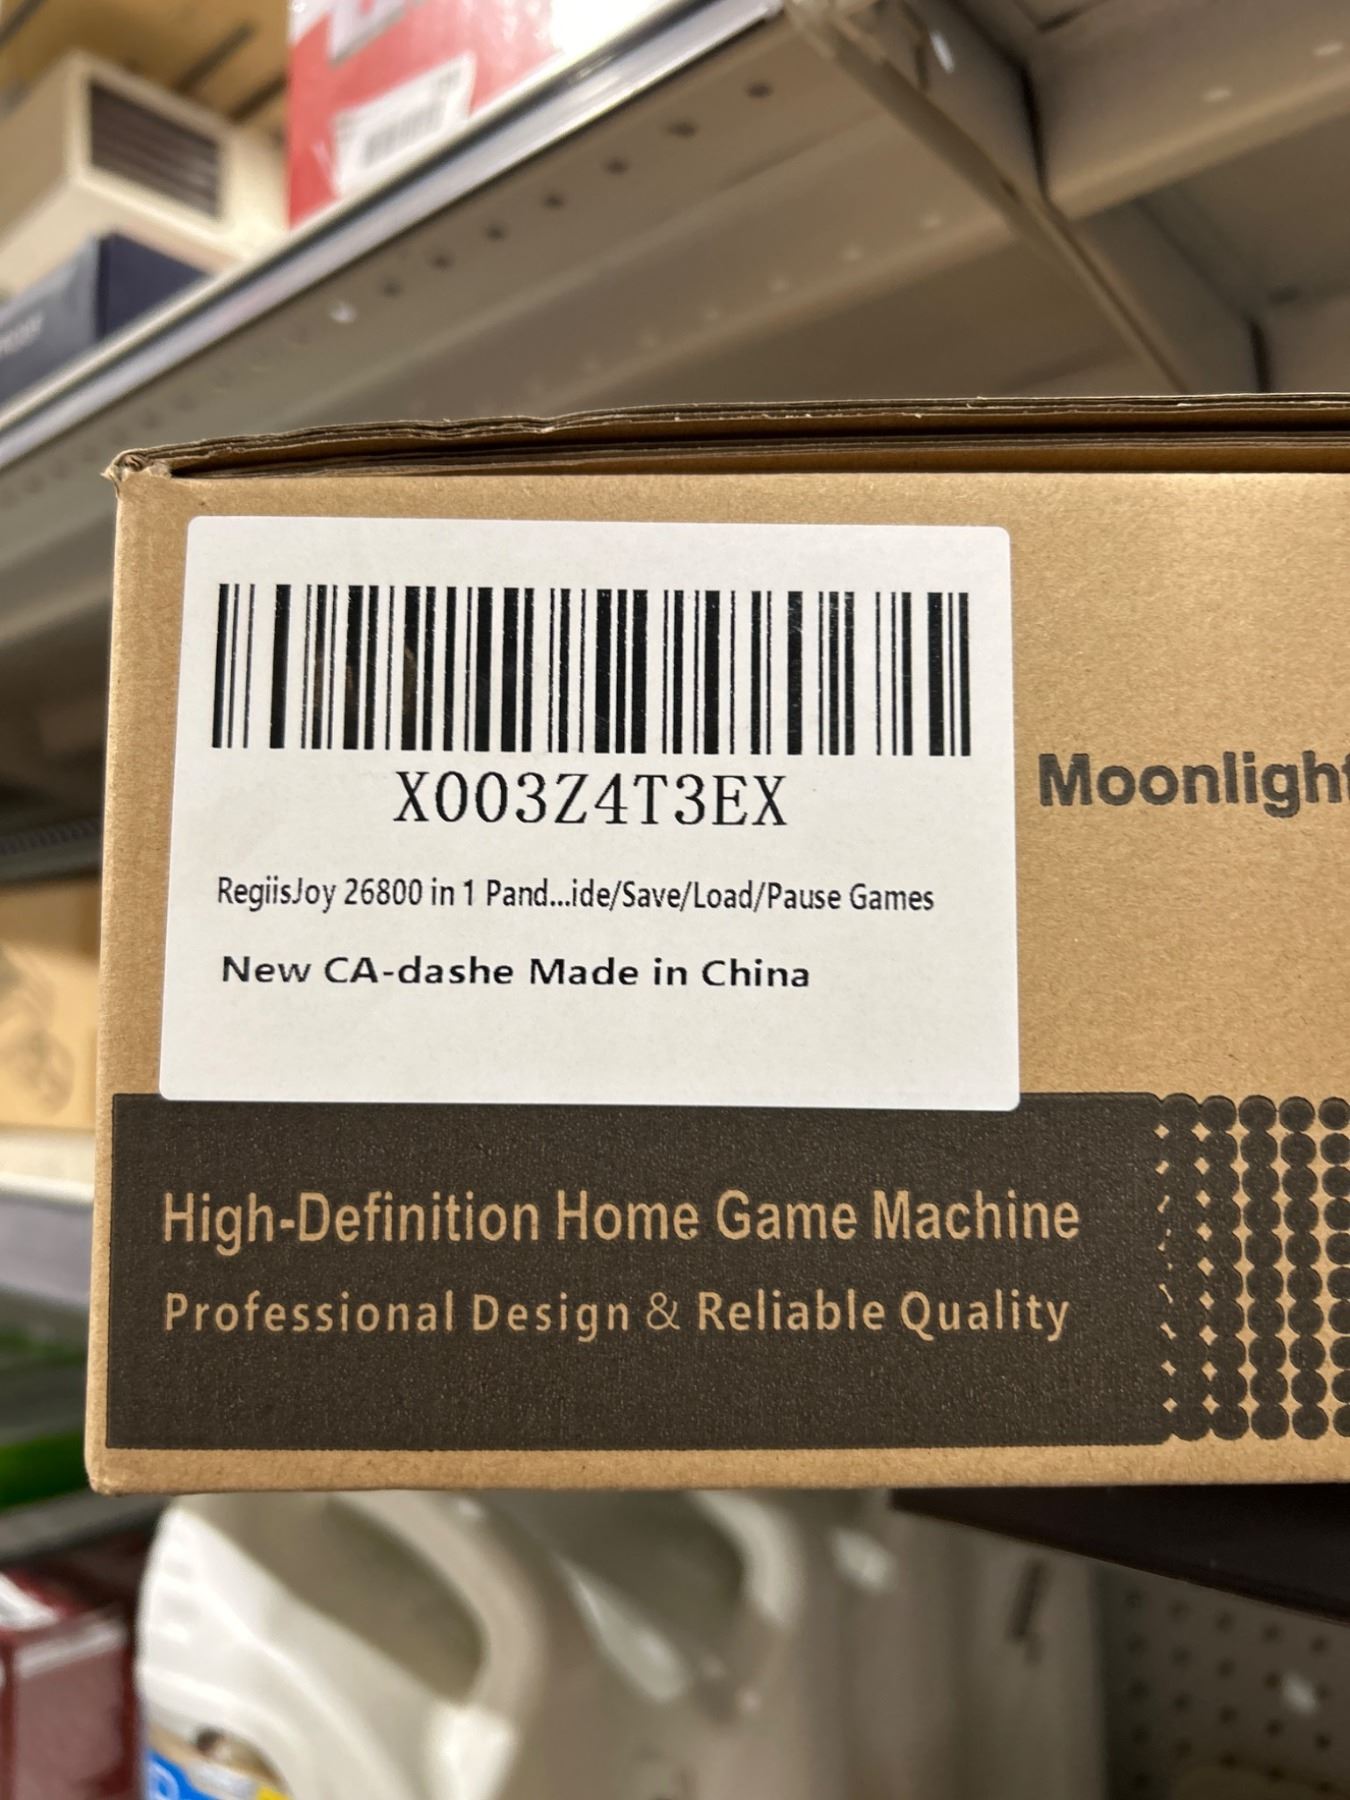 X003Z4T3EX
RegiisJoy 26800 in 1 Pand...ide/Save/Load/Pause Games
New CA-dashe Made in China
Moonlight
High-Definition Home Game Machine
Professional Design & Reliable Quality